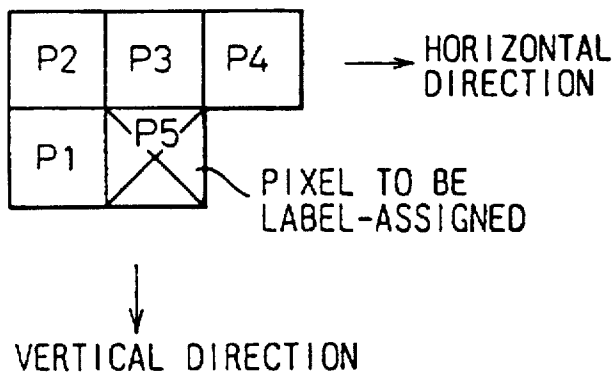 P2 P3 P4
HORIZONTAL
DIRECTION
P1 P5
PIXEL TO BE
LABEL-ASSIGNED
VERTICAL DIRECTION